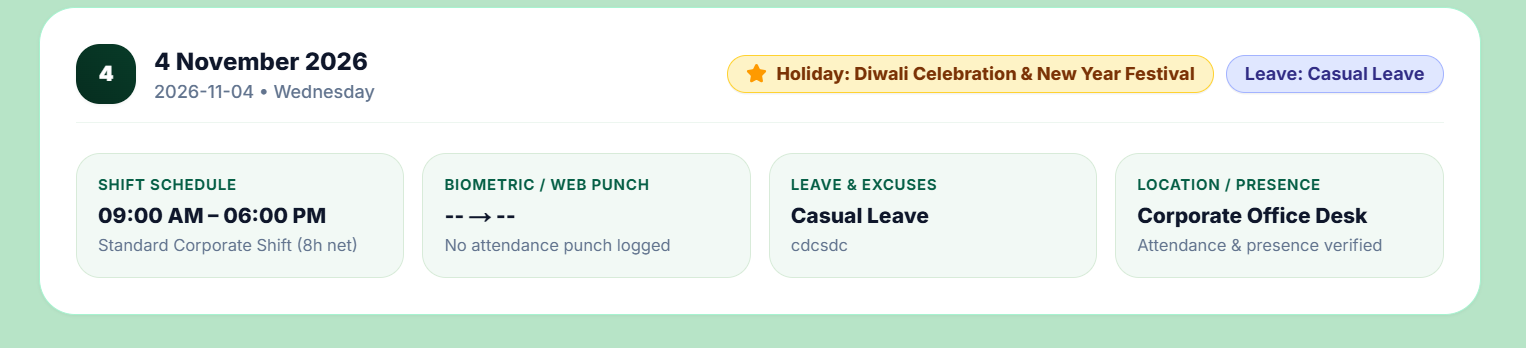 4
4 November 2026
2026-11-04 • Wednesday
Holiday: Diwali Celebration & New Year Festival
Leave: Casual Leave
SHIFT SCHEDULE
09:00 AM – 06:00 PM
Standard Corporate Shift (8h net)
BIOMETRIC / WEB PUNCH
-- → --
No attendance punch logged
LEAVE & EXCUSES
Casual Leave
cdcsdc
LOCATION / PRESENCE
Corporate Office Desk
Attendance & presence verified